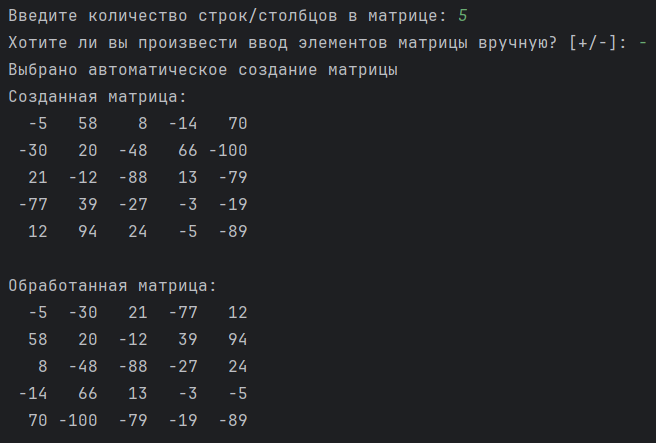 Введите количество строк/столбцов в матрице: 5
Хотите ли вы произвести ввод элементов матрицы вручную? [+/-]: -
Выбрано автоматическое создание матрицы
Созданная матрица:
-5 58 8 -14 70
-30 20 -48 66 -100
21 -12 -88 13 -79
-77 39 -27 -3 -19
12 94 24 -5 -89
Обработанная матрица:
-5 -30 21 -77 12
58 20 -12 39 94
8 -48 -88 -27 24
-14 66 13 -3 -5
70 -100 -79 -19 -89